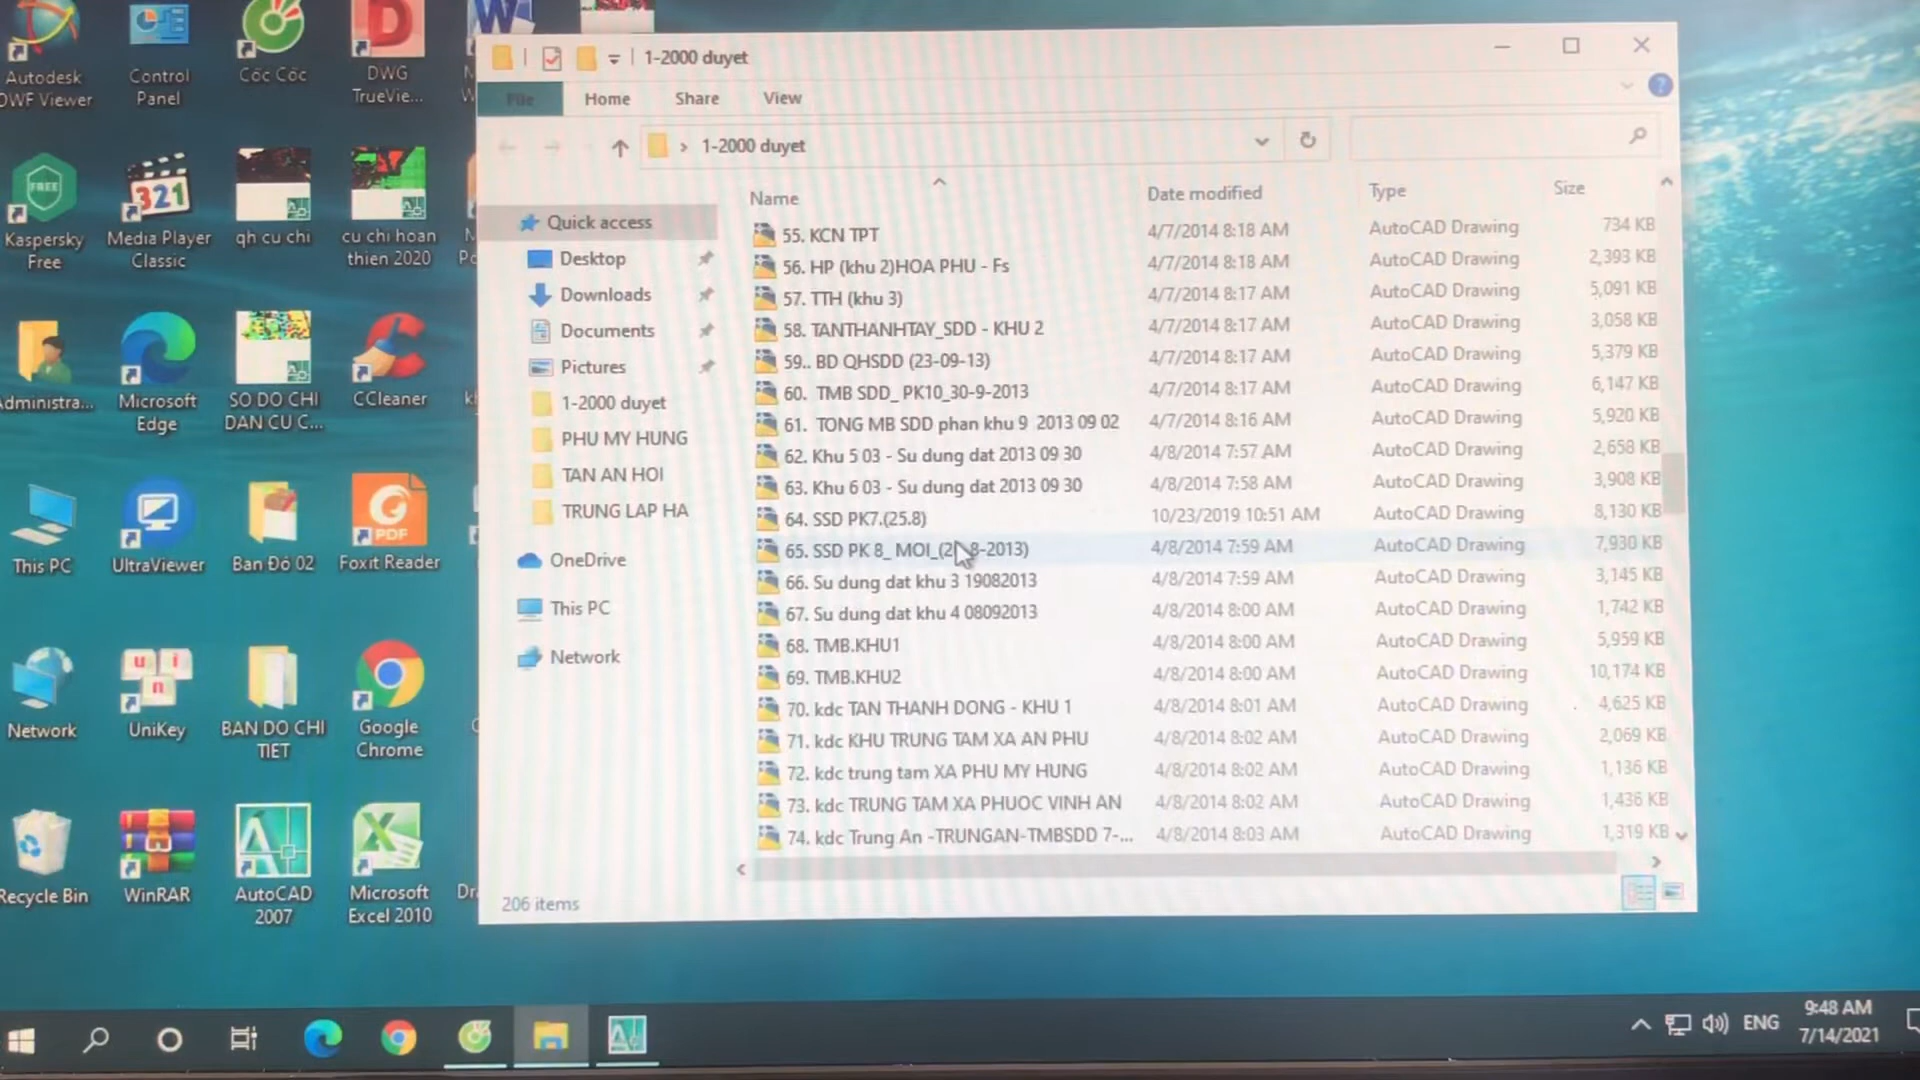 Autodesk
DWF Viewer
Control
Panel
Cốc Cốc
DWG
TrueVie...
FREE
Kaspersky
Free
321
Media Player
Classic
qh cu chi
cu chi hoan
thien 2020
Administra...
Microsoft
Edge
SO DO CHI
DAN CU C...
CCleaner
This PC
UltraViewer
Ban Đồ 02
PDF
Foxit Reader
Network
u i
n
UniKey
BAN DO CHI
TIET
Google
Chrome
Recycle Bin
WinRAR
AutoCAD
2007
Microsoft
Excel 2010
1-2000 duyet
File Home Share View
1-2000 duyet
Quick access
Desktop
Downloads
Documents
Pictures
1-2000 duyet
PHU MY HUNG
TAN AN HOI
TRUNG LAP HA
OneDrive
This PC
Network
Name Date modified Type Size
55. KCN TPT 4/7/2014 8:18 AM AutoCAD Drawing 734 KB
56. HP (khu 2)HOA PHU - Fs 4/7/2014 8:18 AM AutoCAD Drawing 2,393 KB
57. TTH (khu 3) 4/7/2014 8:17 AM AutoCAD Drawing 5,091 KB
58. TANTHANHTAY_SDD - KHU 2 4/7/2014 8:17 AM AutoCAD Drawing 3,058 KB
59.. BD QHSDD (23-09-13) 4/7/2014 8:17 AM AutoCAD Drawing 5,379 KB
60. TMB SDD_ PK10_30-9-2013 4/7/2014 8:17 AM AutoCAD Drawing 6,147 KB
61. TONG MB SDD phan khu 9 2013 09 02 4/7/2014 8:16 AM AutoCAD Drawing 5,920 KB
62. Khu 5 03 - Su dung dat 2013 09 30 4/8/2014 7:57 AM AutoCAD Drawing 2,658 KB
63. Khu 6 03 - Su dung dat 2013 09 30 4/8/2014 7:58 AM AutoCAD Drawing 3,908 KB
64. SSD PK7.(25.8) 10/23/2019 10:51 AM AutoCAD Drawing 8,130 KB
65. SSD PK 8_ MOI_ 4/8/2014 7:59 AM AutoCAD Drawing 7,930 KB
66. Su dung dat khu 3 19082013 4/8/2014 7:59 AM AutoCAD Drawing 3,145 KB
67. Su dung dat khu 4 08092013 4/8/2014 8:00 AM AutoCAD Drawing 1,742 KB
68. TMB.KHU1 4/8/2014 8:00 AM AutoCAD Drawing 5,959 KB
69. TMB.KHU2 4/8/2014 8:00 AM AutoCAD Drawing 10,174 KB
70. kdc TAN THANH DONG - KHU 1 4/8/2014 8:01 AM AutoCAD Drawing 4,625 KB
71. kdc KHU TRUNG TAM XA AN PHU 4/8/2014 8:02 AM AutoCAD Drawing 2,069 KB
72. kdc trung tam XA PHU MY HUNG 4/8/2014 8:02 AM AutoCAD Drawing 1,136 KB
73. kdc TRUNG TAM XA PHUOC VINH AN 4/8/2014 8:02 AM AutoCAD Drawing 1,436 KB
74. kdc Trung An -TRUNGAN-TMBSDD 7-... 4/8/2014 8:03 AM AutoCAD Drawing 1,319 KB
206 items
ENG
9:48 AM
7/14/2021